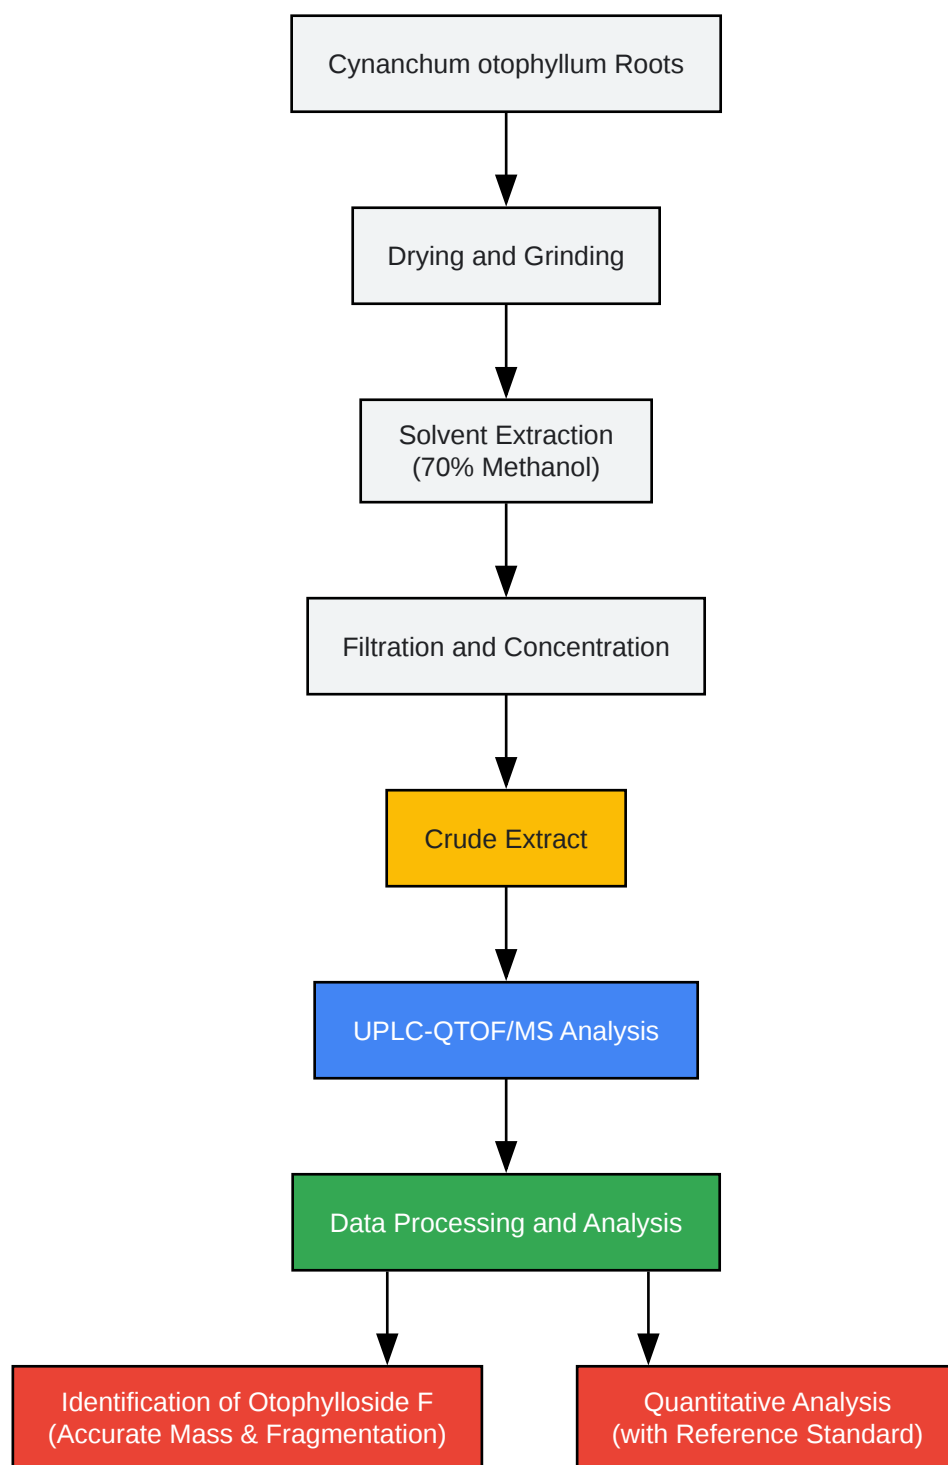 Cynanchum otophyllum Roots
Drying and Grinding
Solvent Extraction
(70% Methanol)
Filtration and Concentration
Crude Extract
UPLC-QTOF/MS Analysis
Data Processing and Analysis
Identification of Otophylloside F
(Accurate Mass & Fragmentation)
Quantitative Analysis
(with Reference Standard)